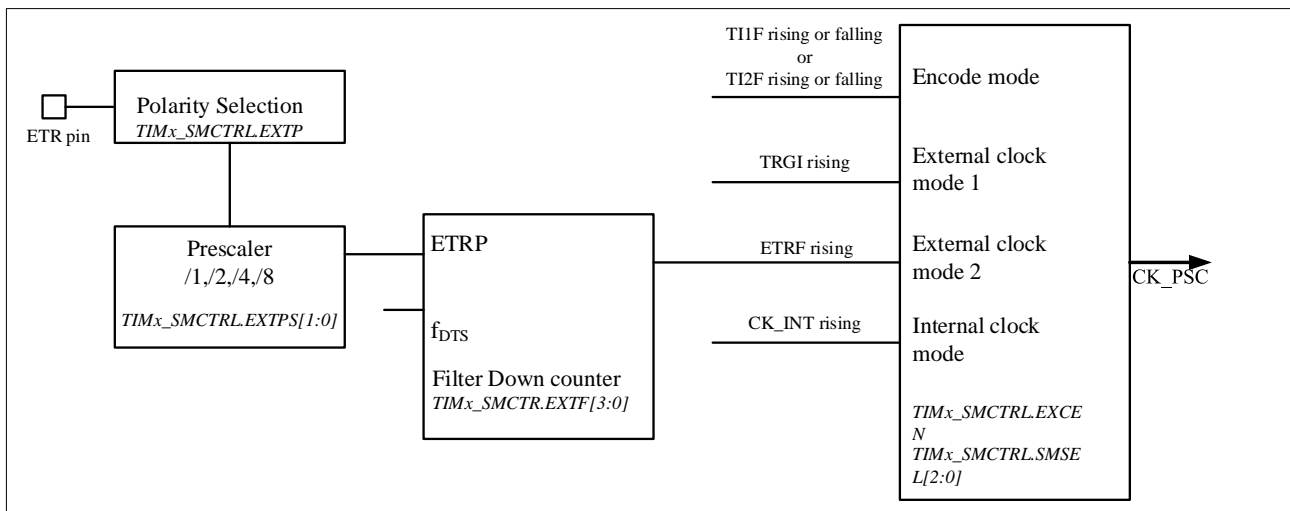 TI1F rising or falling
or
TI2F rising or falling
Encode mode
Polarity Selection
TIMx_SMCTRL.EXTP
ETR pin
TRGI rising
External clock
mode 1
Prescaler
/1,/2,/4,/8
TIMx_SMCTRL.EXTPS[1:0]
ETRP
fDTS
Filter Down counter
TIMx_SMCTR.EXTF[3:0]
ETRF rising
External clock
mode 2
CK_PSC
CK_INT rising
Internal clock
mode
TIMx_SMCTRL.EXCE
N
TIMx_SMCTRL.SMSE
L[2:0]